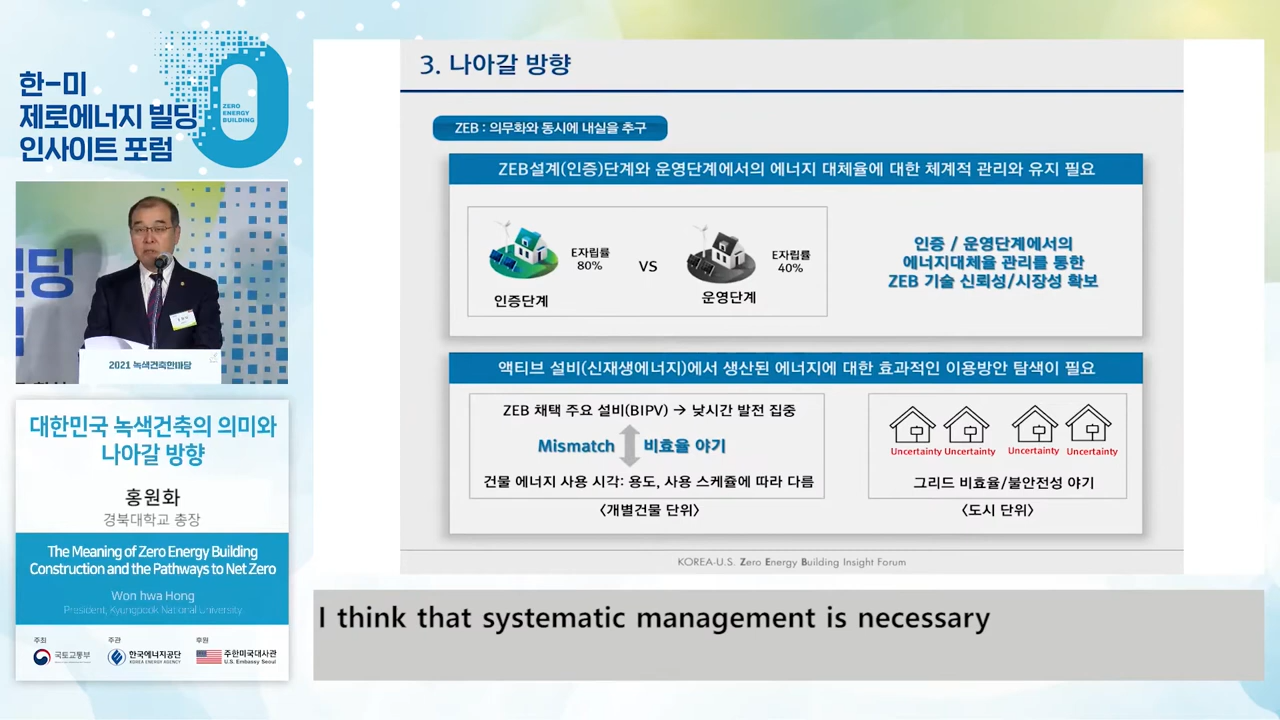 한-미
제로에너지 빌딩
인사이트 포럼
ZERO
ENERGY
BUILDING
2021 녹색건축한마당
대한민국 녹색건축의 의미와
나아갈 방향
홍원화
경북대학교 총장
The Meaning of Zero Energy Building
Construction and the Pathways to Net Zero
Won hwa Hong
President, Kyungpook National University
주최
주관
후원
국토교통부
한국에너지공단
KOREA ENERGY AGENCY
주한미국대사관
U.S. Embassy Seoul
3. 나아갈 방향
ZEB : 의무화와 동시에 내실을 추구
ZEB설계(인증)단계와 운영단계에서의 에너지 대체율에 대한 체계적 관리와 유지 필요
E자립률
80%
인증단계
VS
E자립률
40%
운영단계
인증 / 운영단계에서의
에너지대체율 관리를 통한
ZEB 기술 신뢰성/시장성 확보
액티브 설비(신재생에너지)에서 생산된 에너지에 대한 효과적인 이용방안 탐색이 필요
ZEB 채택 주요 설비(BIPV) → 낮시간 발전 집중
Mismatch 비효율 야기
건물 에너지 사용 시각: 용도, 사용 스케쥴에 따라 다름
〈개별건물 단위〉
Uncertainty Uncertainty Uncertainty Uncertainty
그리드 비효율/불안전성 야기
〈도시 단위〉
KOREA-U.S. Zero Energy Building Insight Forum
I think that systematic management is necessary